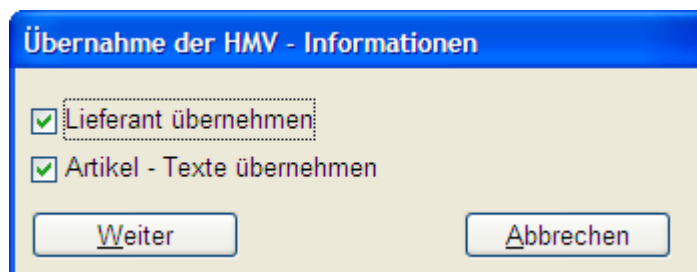 Übernahme der HMV - Informationen
Lieferant übernehmen
Artikel - Texte übernehmen
Weiter Abbrechen